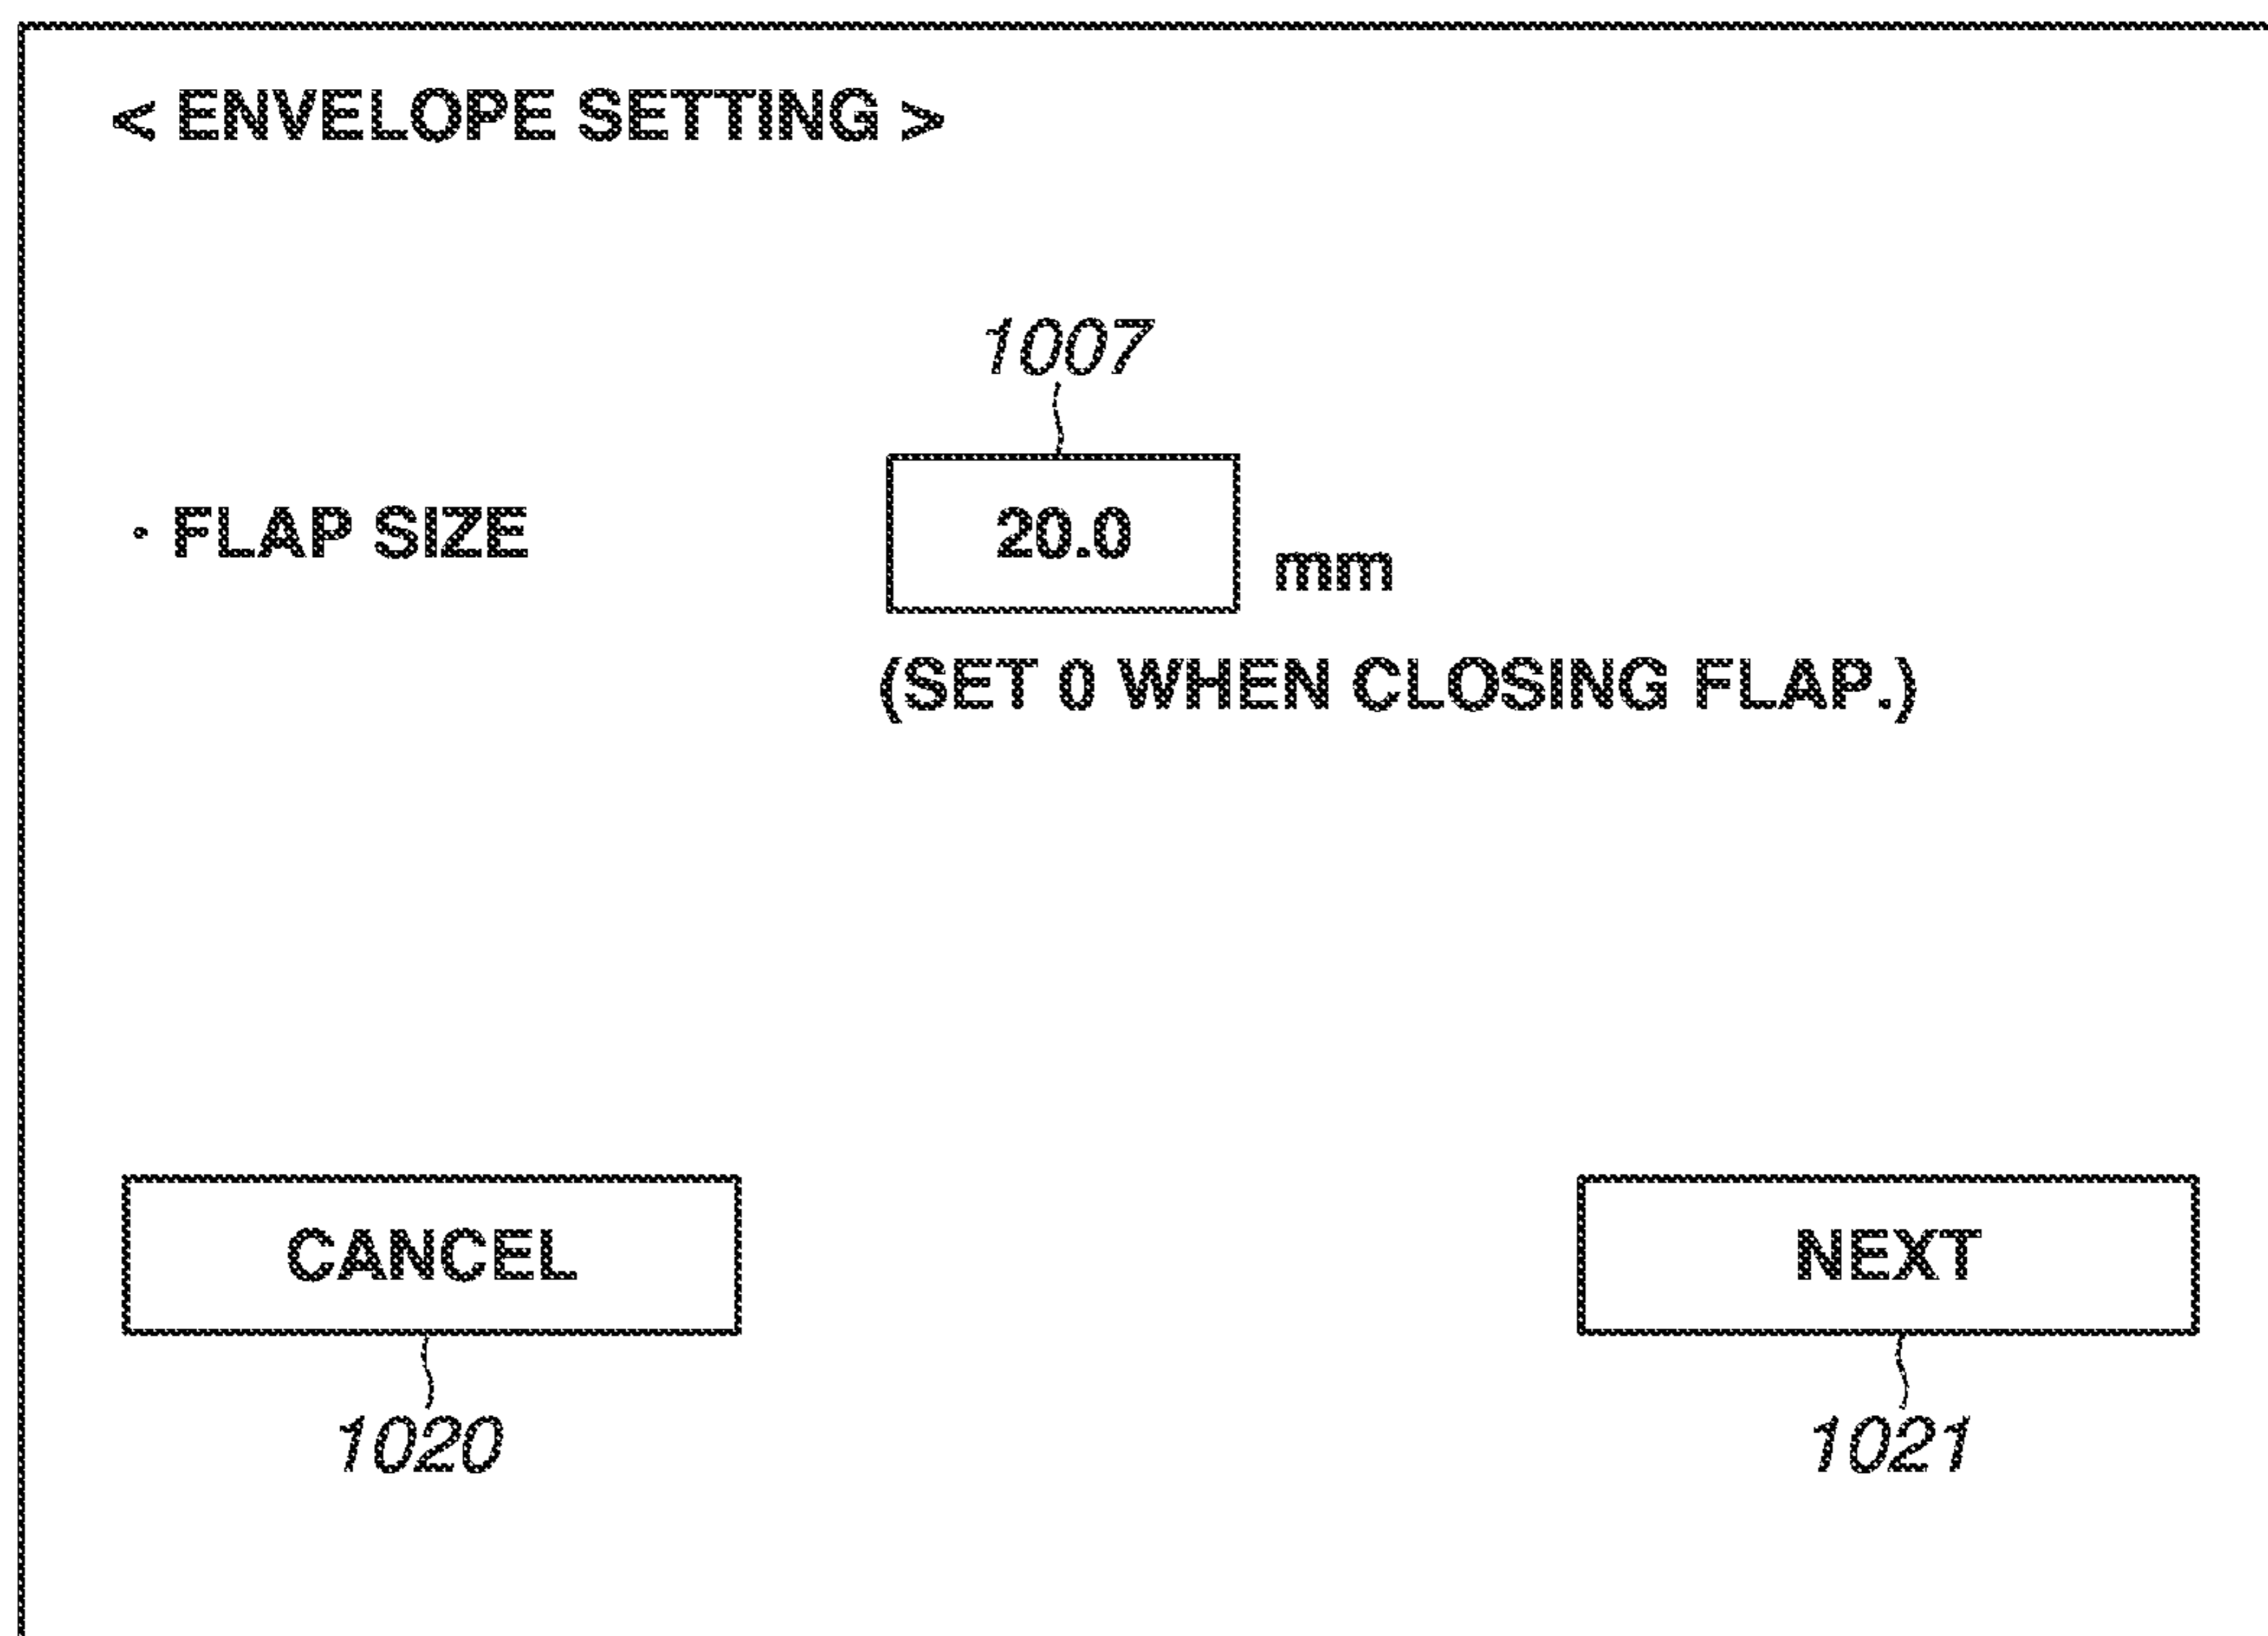 < ENVELOPE SETTING >
1007
· FLAP SIZE 20.0 mm
(SET 0 WHEN CLOSING FLAP.)
CANCEL NEXT
1020 1021